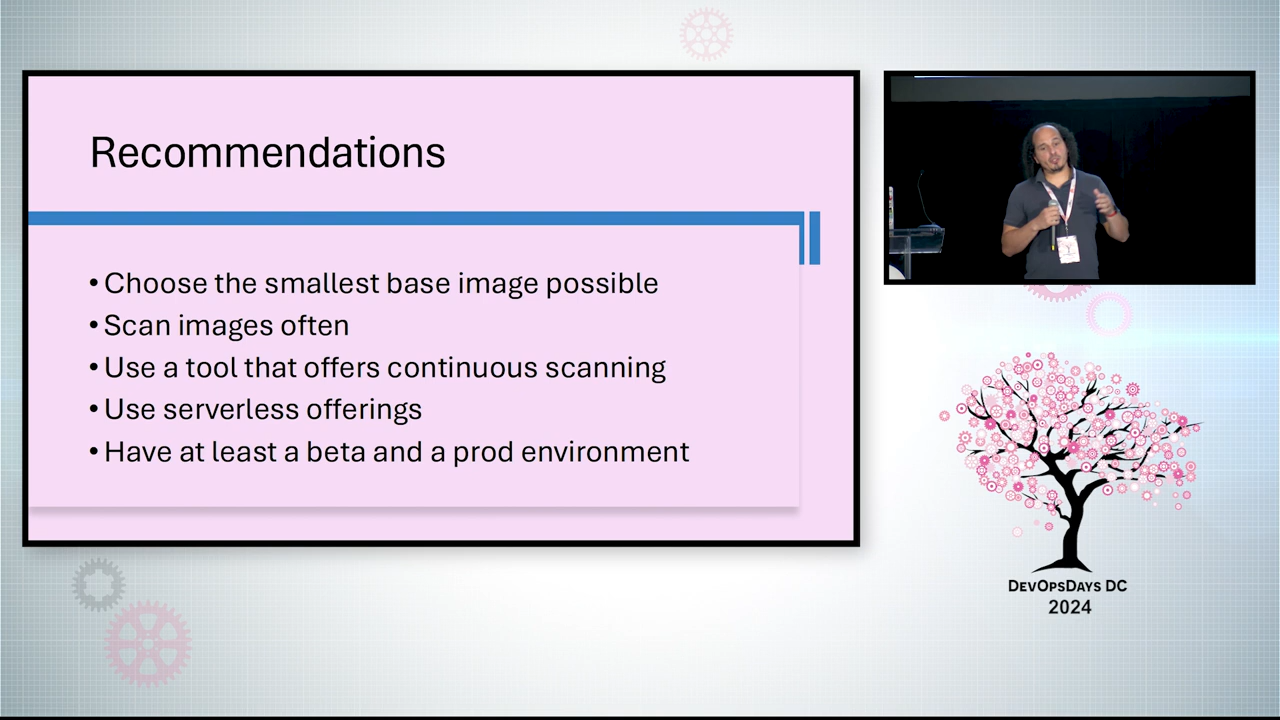 Recommendations
• Choose the smallest base image possible
• Scan images often
• Use a tool that offers continuous scanning
• Use serverless offerings
• Have at least a beta and a prod environment
DevOpsDays DC
2024